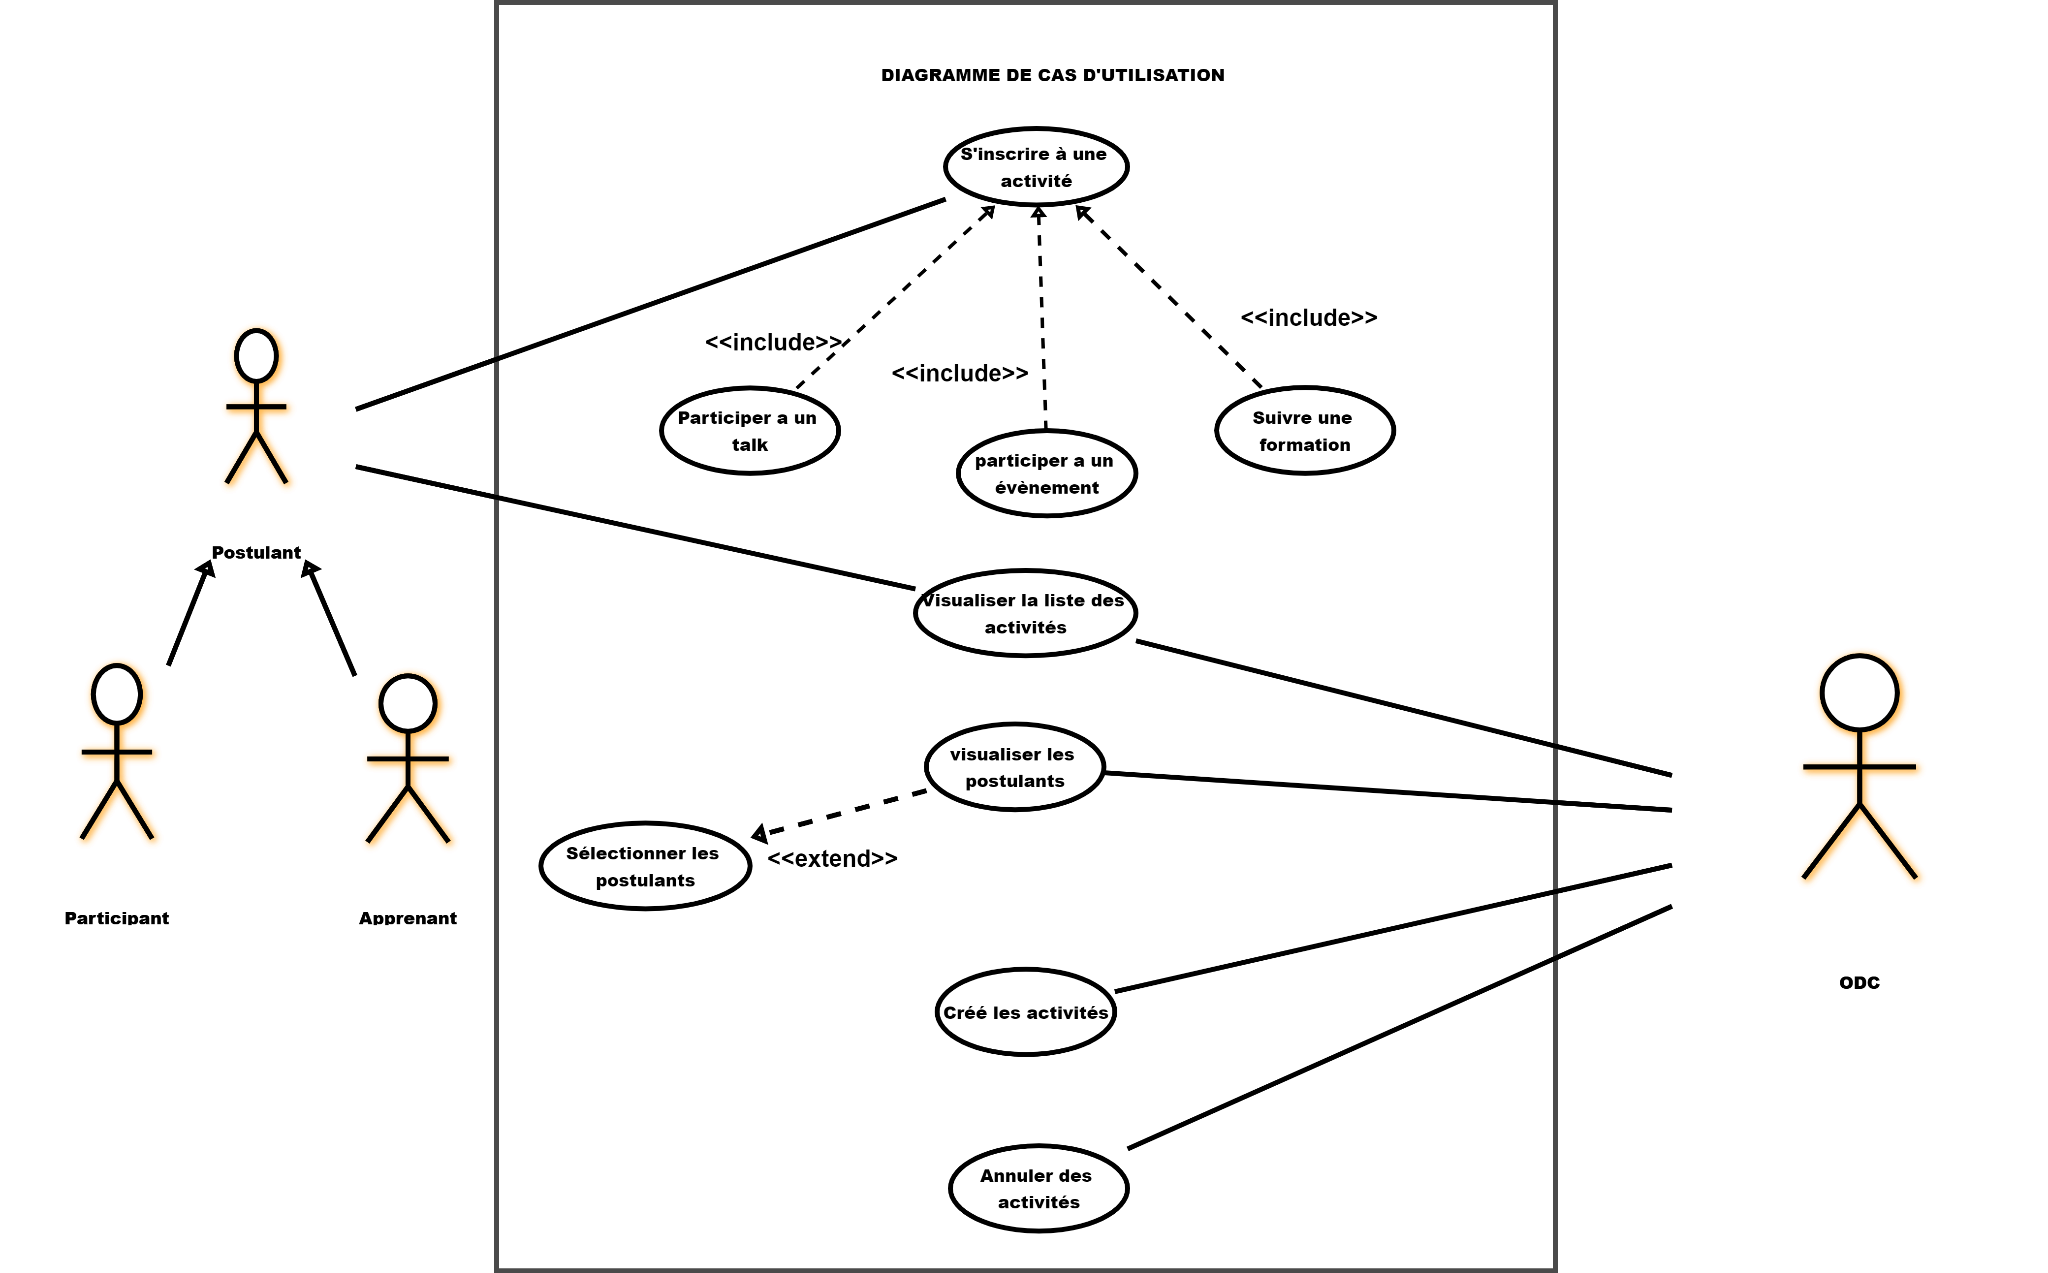 DIAGRAMME DE CAS D'UTILISATION
S'inscrire à une
activité
<<include>>
<<include>>
<<include>>
Participer a un
talk
participer a un
évènement
Suivre une
formation
Postulant
Visualiser la liste des
activités
visualiser les
postulants
Sélectionner les
postulants
<<extend>>
Participant
Apprenant
ODC
Créé les activités
Annuler des
activités